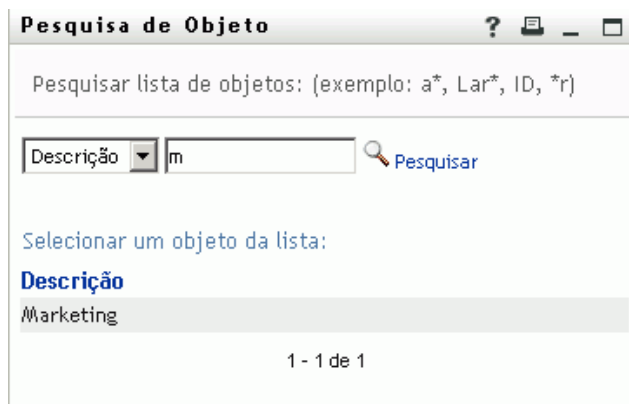 Pesquisa de Objeto ?
Pesquisar lista de objetos: (exemplo: a*, Lar*, ID, *r)
Descrição m Pesquisar
Selecionar um objeto da lista:
Descrição
Marketing
1 - 1 de 1